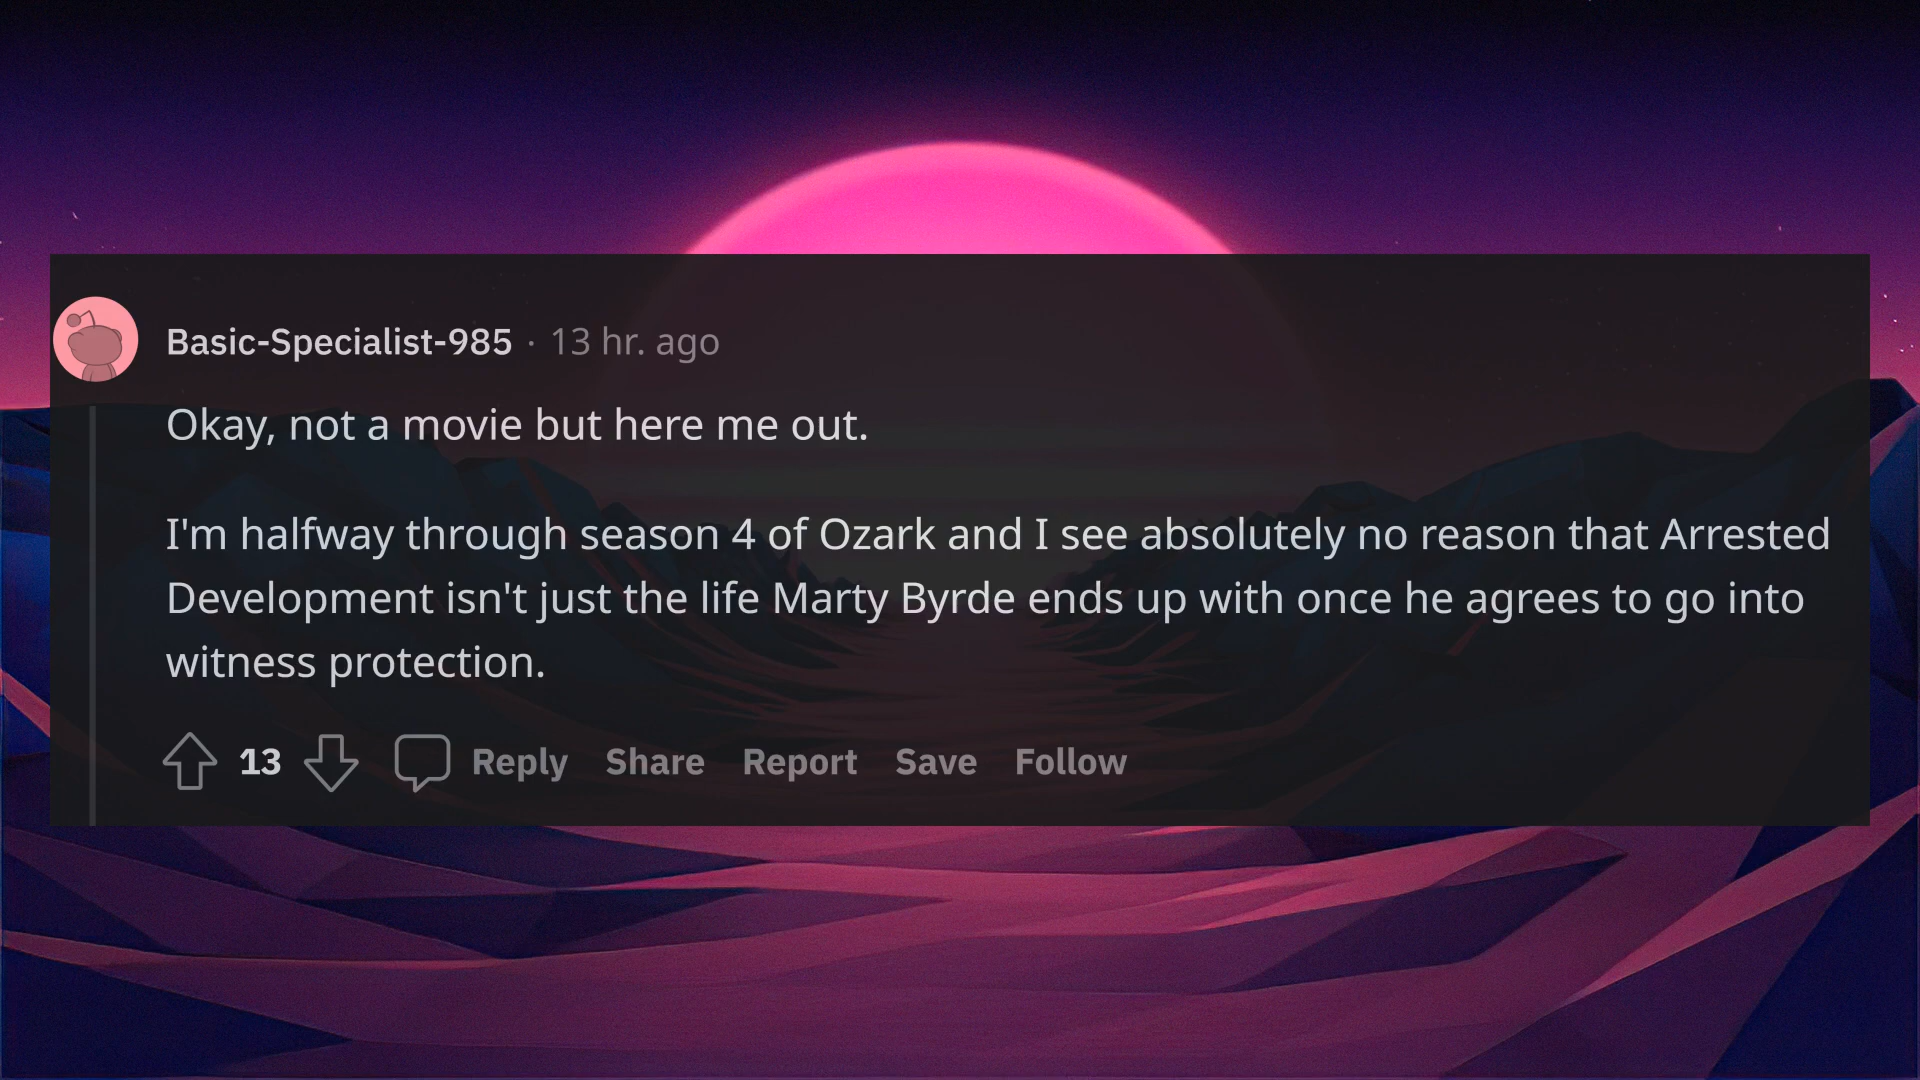 Basic-Specialist-985 · 13 hr. ago
Okay, not a movie but here me out.
I'm halfway through season 4 of Ozark and I see absolutely no reason that Arrested
Development isn't just the life Marty Byrde ends up with once he agrees to go into
witness protection.
13 Reply Share Report Save Follow